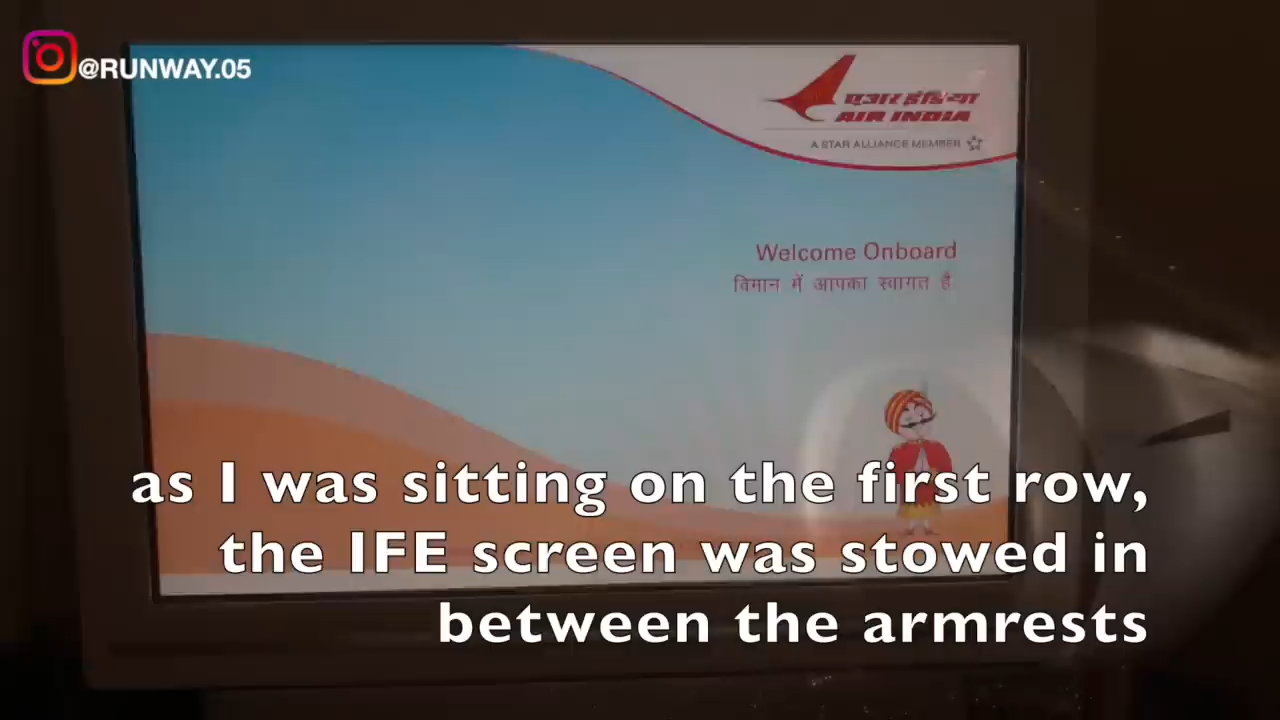 @RUNWAY.05
एअर इंडिया
AIR INDIA
A STAR ALLIANCE MEMBER
Welcome Onboard
विमान में आपका स्वागत है
as I was sitting on the first row,
the IFE screen was stowed in
between the armrests